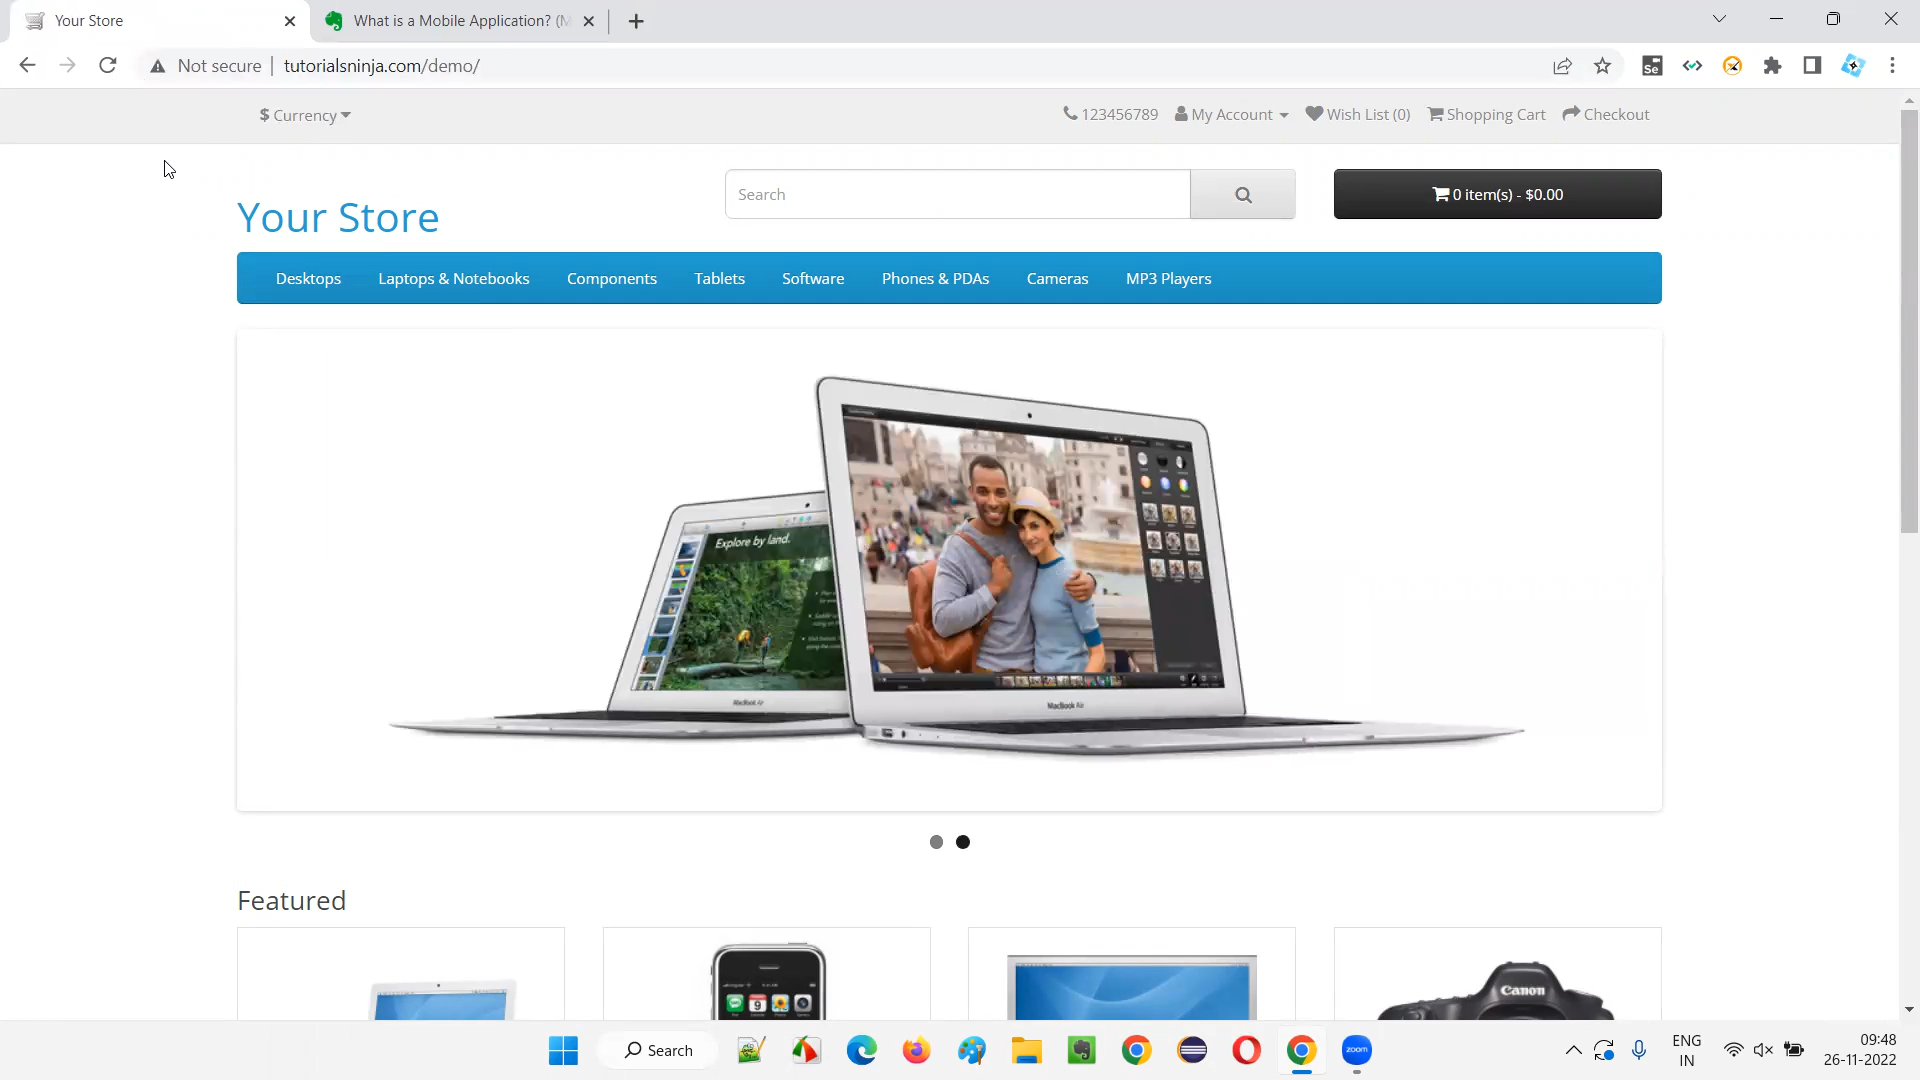 Your Store
What is a Mobile Application? (M
Not secure
tutorialsninja.com/demo/
$ Currency
123456789
My Account
Wish List (0)
Shopping Cart
Checkout
Your Store
Search
0 item(s) - $0.00
Desktops
Laptops & Notebooks
Components
Tablets
Software
Phones & PDAs
Cameras
MP3 Players
Explore by land.
MacBook Air
MacBook Air
Featured
Canon
Search
zoom
ENG
IN
09:48
26-11-2022